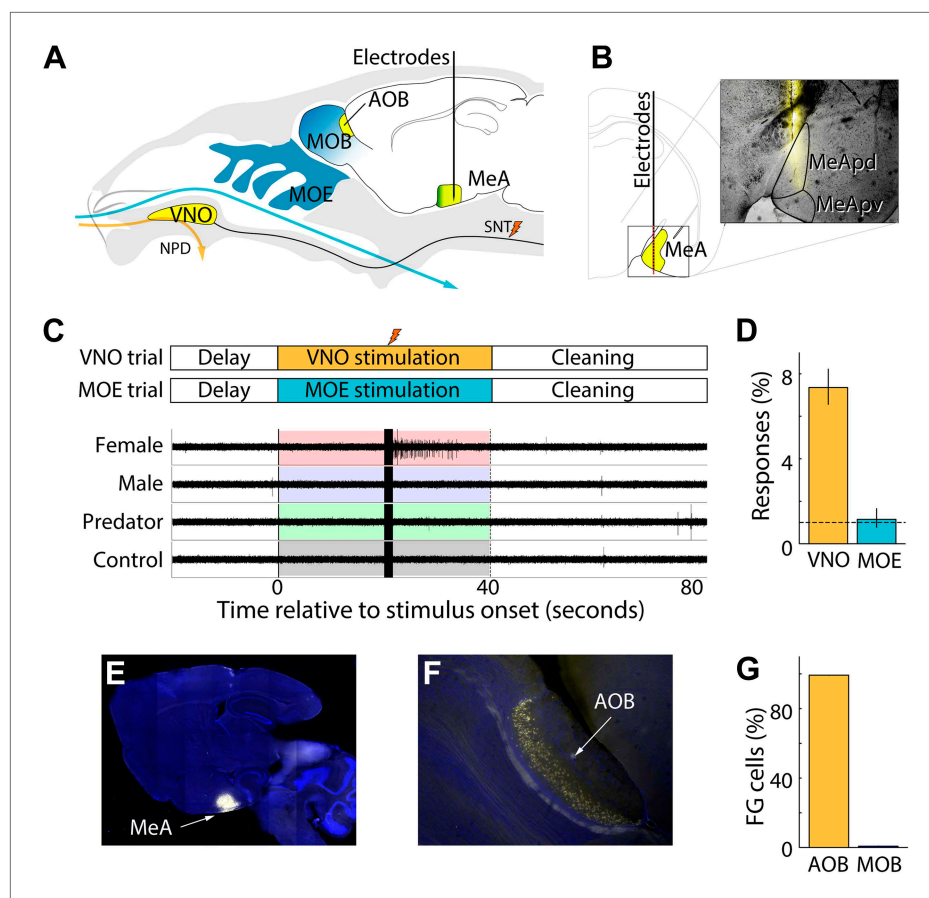 A
Electrodes
AOB
MOB
MOE
MeA
VNO
SNT
NPD
B
Electrodes
MeApd
MeApv
MeA
C
VNO trial Delay VNO stimulation Cleaning
MOE trial Delay MOE stimulation Cleaning
Female
Male
Predator
Control
0 40 80
Time relative to stimulus onset (seconds)
D
Responses (%)
8
4
0
VNO MOE
E
MeA
F
AOB
G
FG cells (%)
80
40
0
AOB MOB